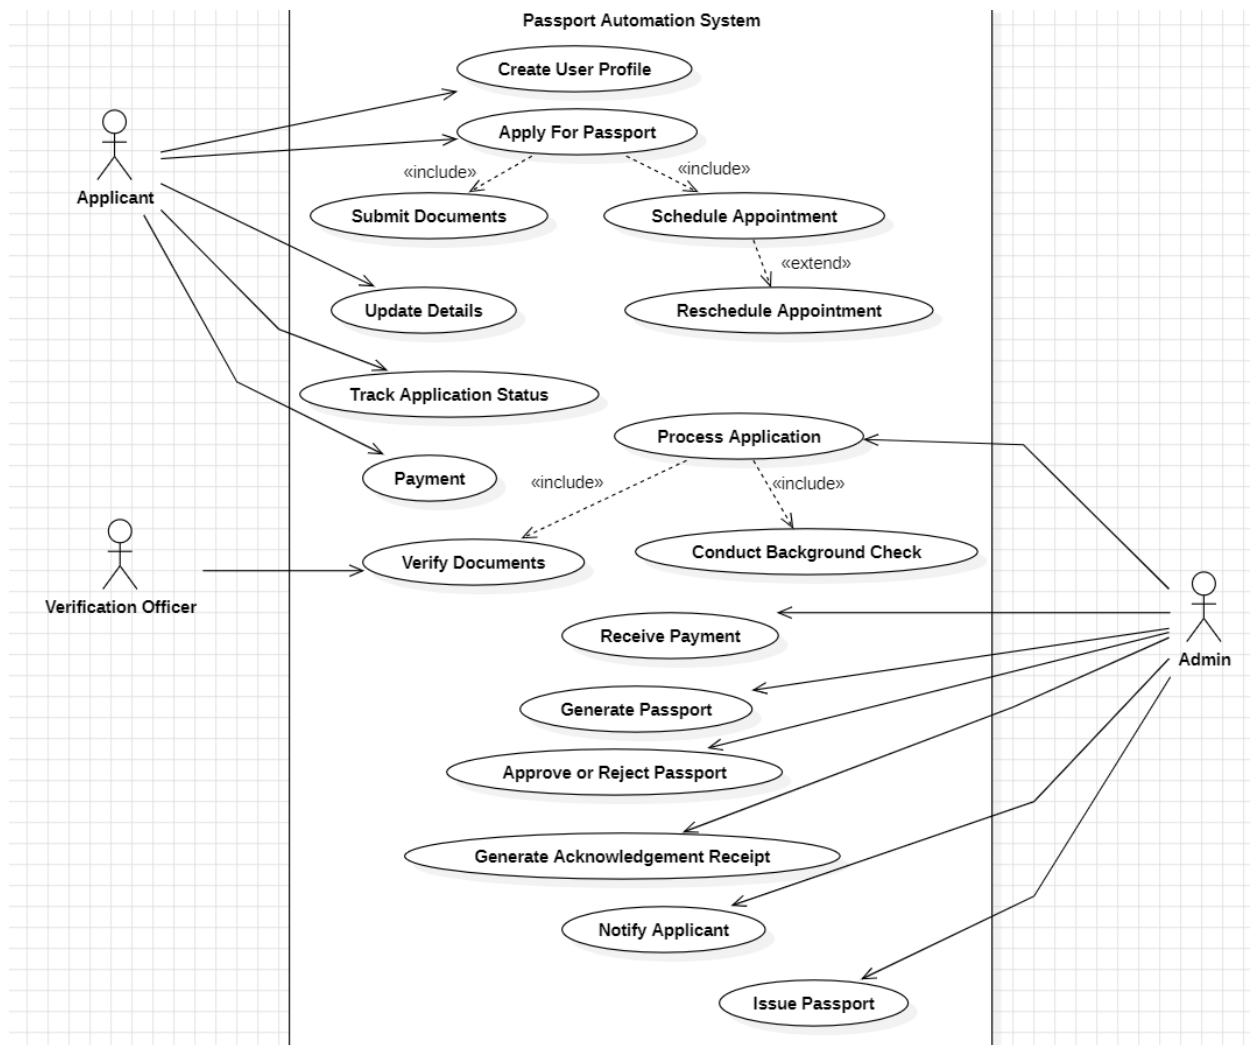 Passport Automation System
Create User Profile
Apply For Passport
«include»
«include»
Applicant
Submit Documents
Schedule Appointment
«extend»
Update Details
Reschedule Appointment
Track Application Status
Process Application
Payment
«include»
«include»
Verify Documents
Conduct Background Check
Verification Officer
Receive Payment
Admin
Generate Passport
Approve or Reject Passport
Generate Acknowledgement Receipt
Notify Applicant
Issue Passport